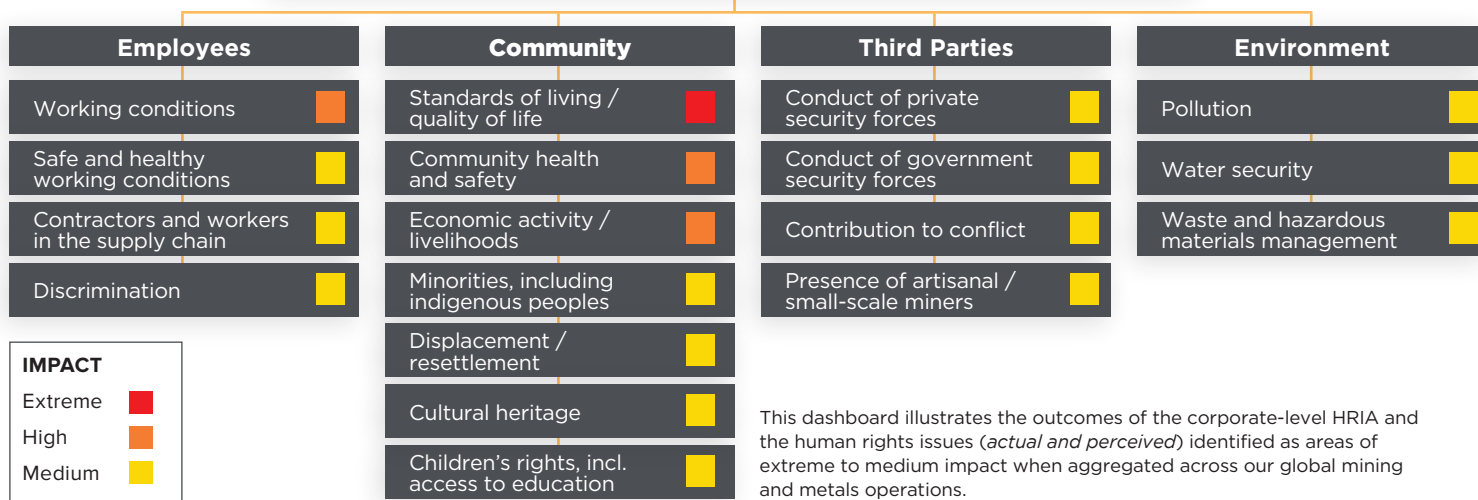 Employees
Working conditions
Safe and healthy
working conditions
Contractors and workers
in the supply chain
Discrimination
Community
Standards of living /
quality of life
Community health
and safety
Economic activity /
livelihoods
Minorities, including
indigenous peoples
Displacement /
resettlement
Cultural heritage
Children's rights, incl.
access to education
Third Parties
Conduct of private
security forces
Conduct of government
security forces
Contribution to conflict
Presence of artisanal /
small-scale miners
Environment
Pollution
Water security
Waste and hazardous
materials management
IMPACT
Extreme
High
Medium
This dashboard illustrates the outcomes of the corporate-level HRIA and
the human rights issues (actual and perceived) identified as areas of
extreme to medium impact when aggregated across our global mining
and metals operations.